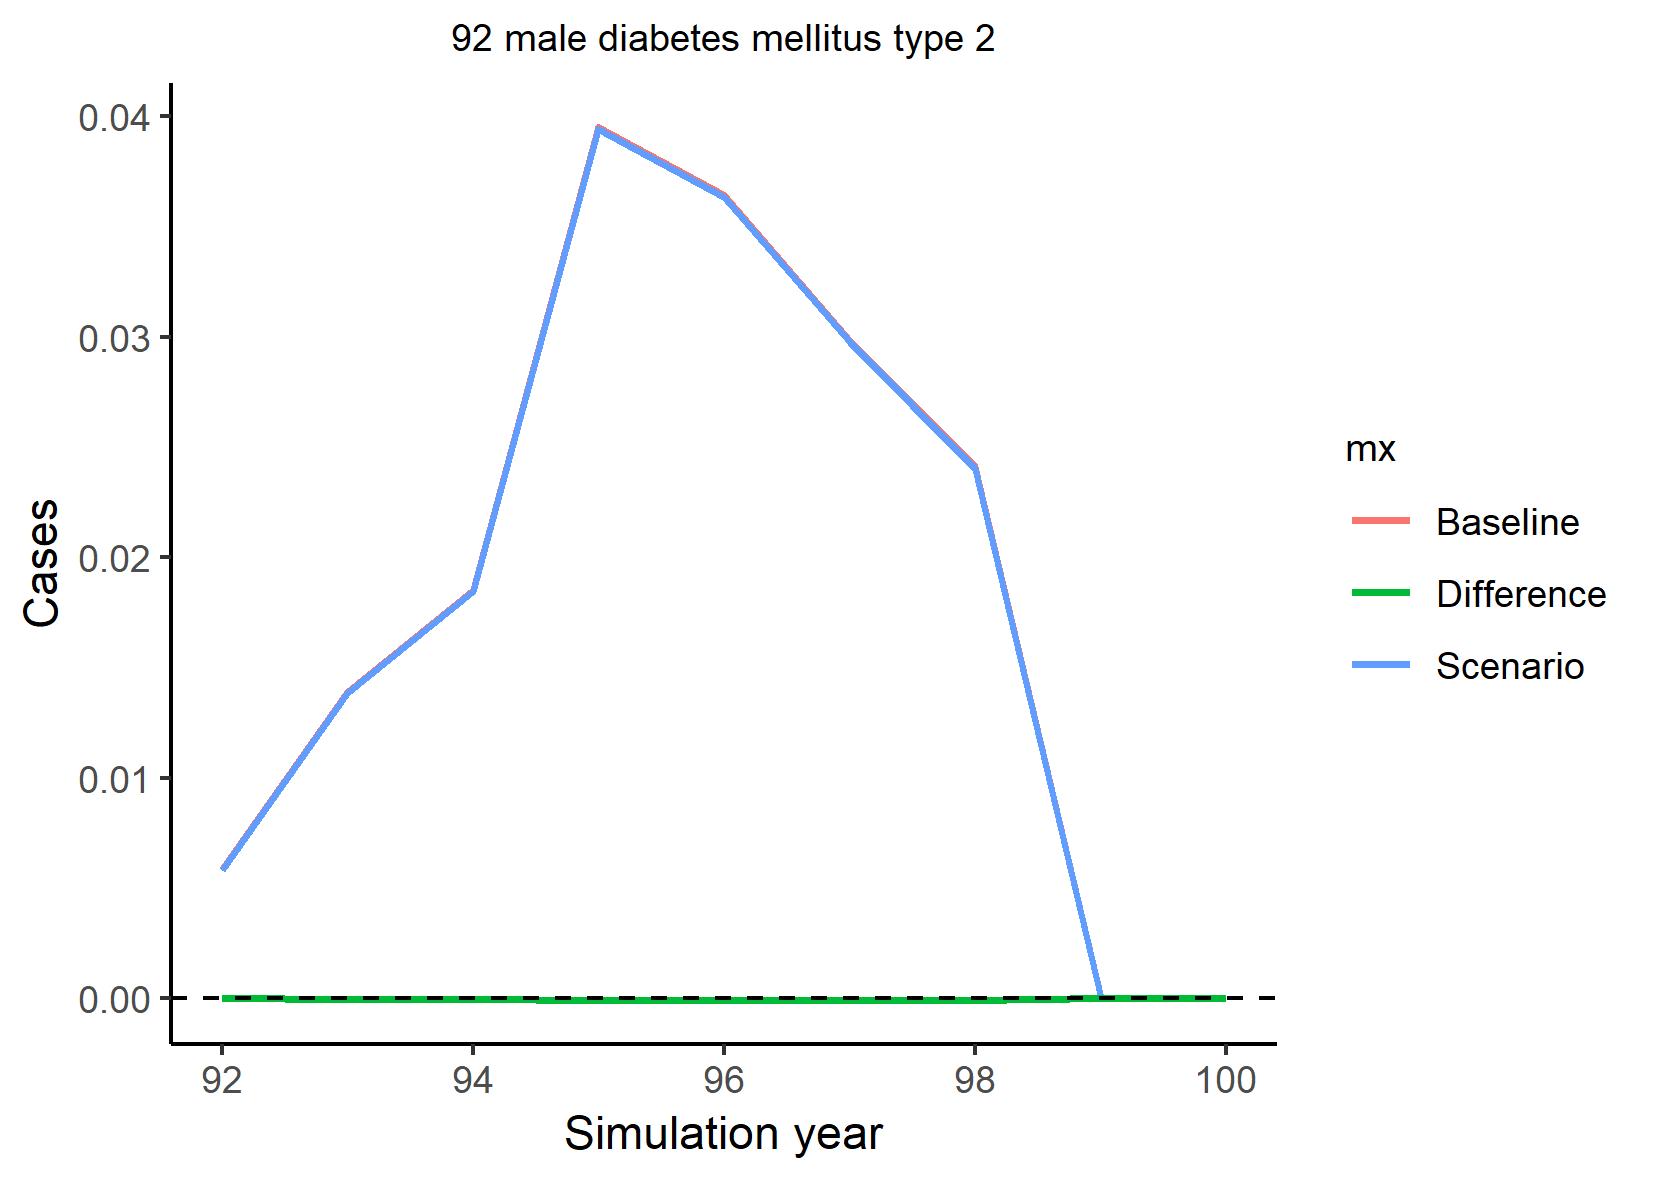 92 male diabetes mellitus type 2
0.04
0.03
0.02
0.01
0.00
Cases
92 94 96 98 100
Simulation year
mx
Baseline
Difference
Scenario